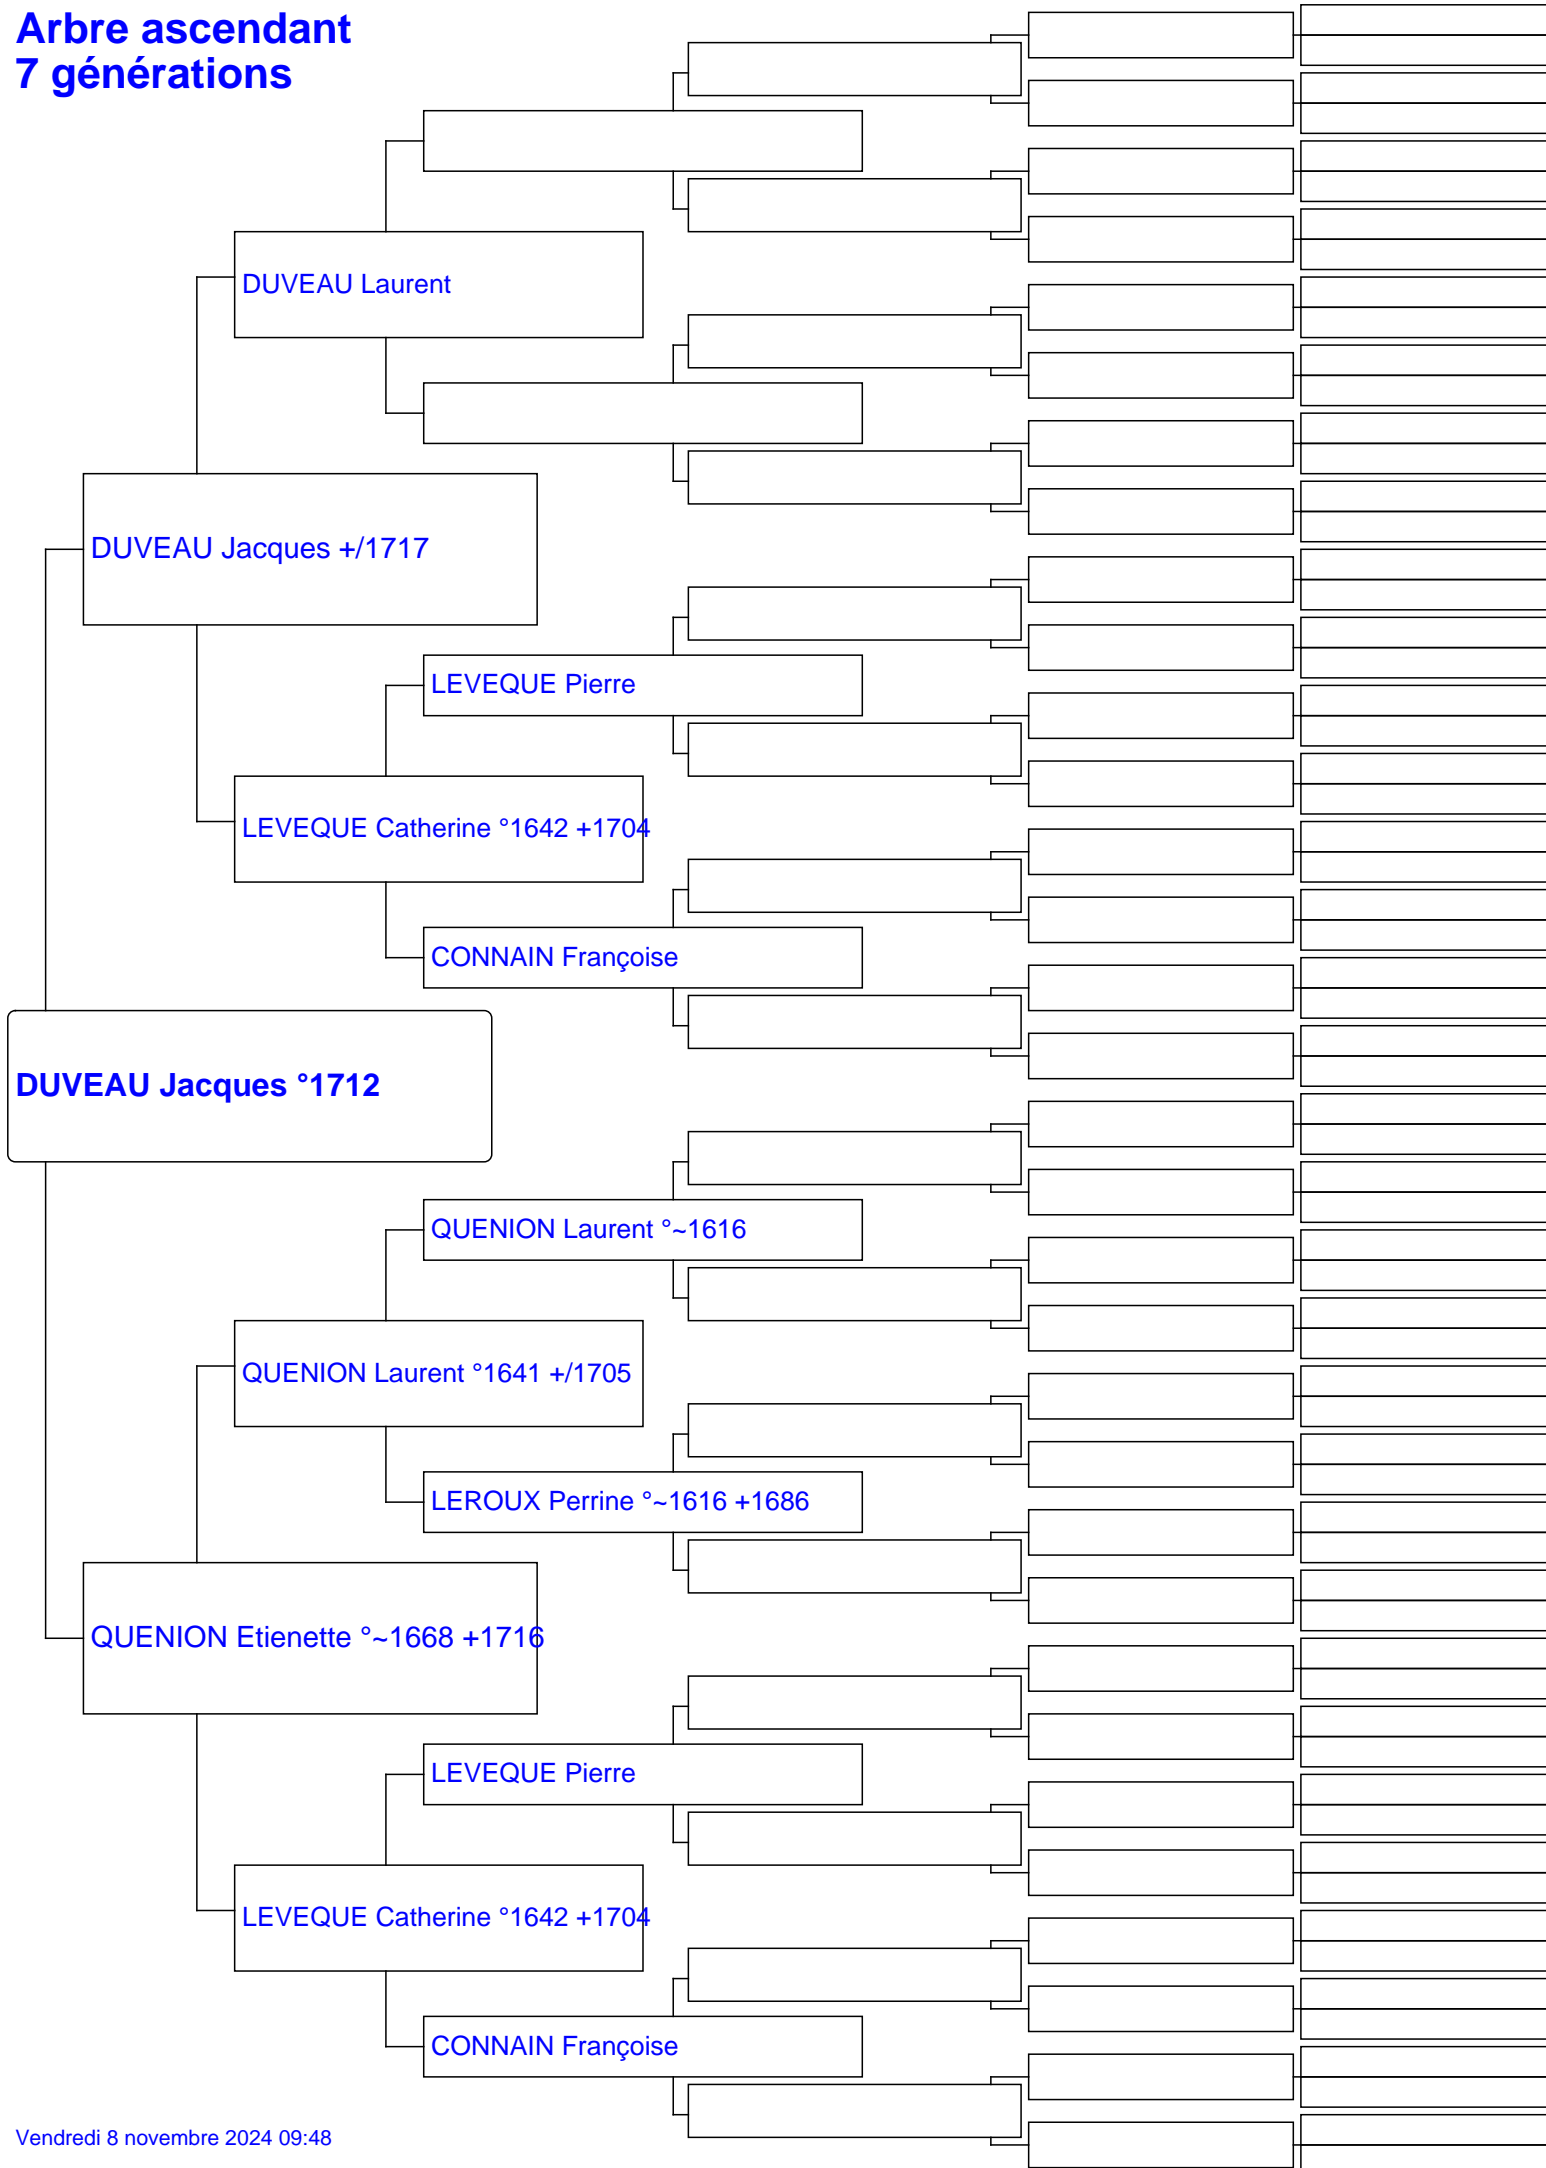 Arbre ascendant
7 générations
DUVEAU Laurent
DUVEAU Jacques +/1717
LEVEQUE Pierre
LEVEQUE Catherine °1642 +1704
CONNAIN Françoise
DUVEAU Jacques °1712
QUENION Laurent °~1616
QUENION Laurent °1641 +/1705
LEROUX Perrine °~1616 +1686
QUENION Etienette °~1668 +1716
LEVEQUE Pierre
LEVEQUE Catherine °1642 +1704
CONNAIN Françoise
Vendredi 8 novembre 2024 09:48